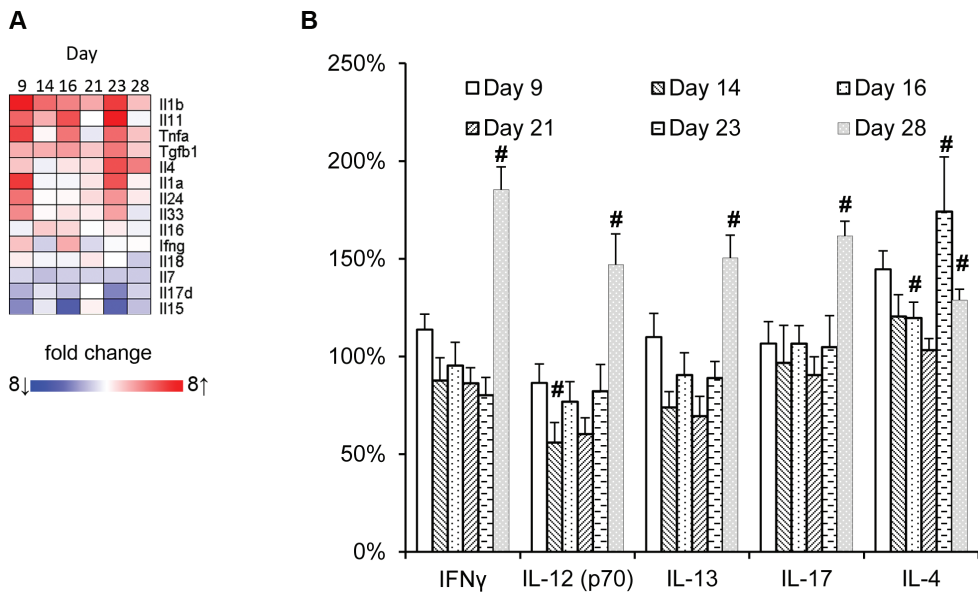 A
Day
9 14 16 21 23 28
Il1b
Il11
Tnfa
Tgfb1
Il4
Il1a
Il24
Il33
Il16
Ifng
Il18
Il7
Il17d
Il15
fold change
8↓ 8↑
B
250%
200%
150%
100%
50%
0%
Day 9 Day 14 Day 16
Day 21 Day 23 Day 28
#
#
#
#
#
#
#
#
IFNγ IL-12 (p70) IL-13 IL-17 IL-4